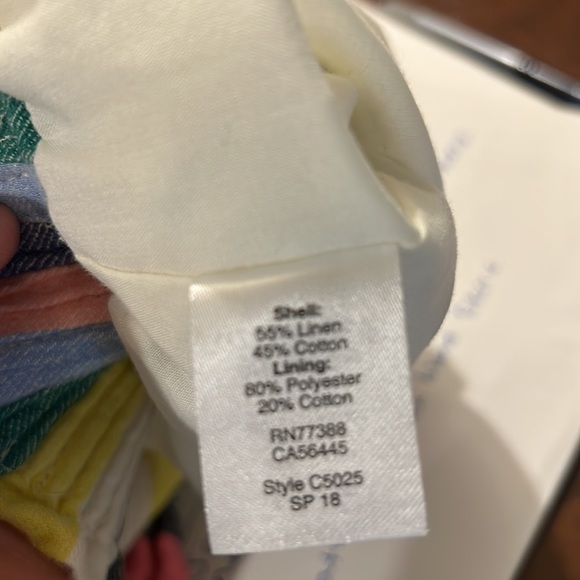 Shell:
55% Linen
45% Cotton
Lining:
80% Polyester
20% Cotton
RN77388
CA56445
Style C5025
SP 18